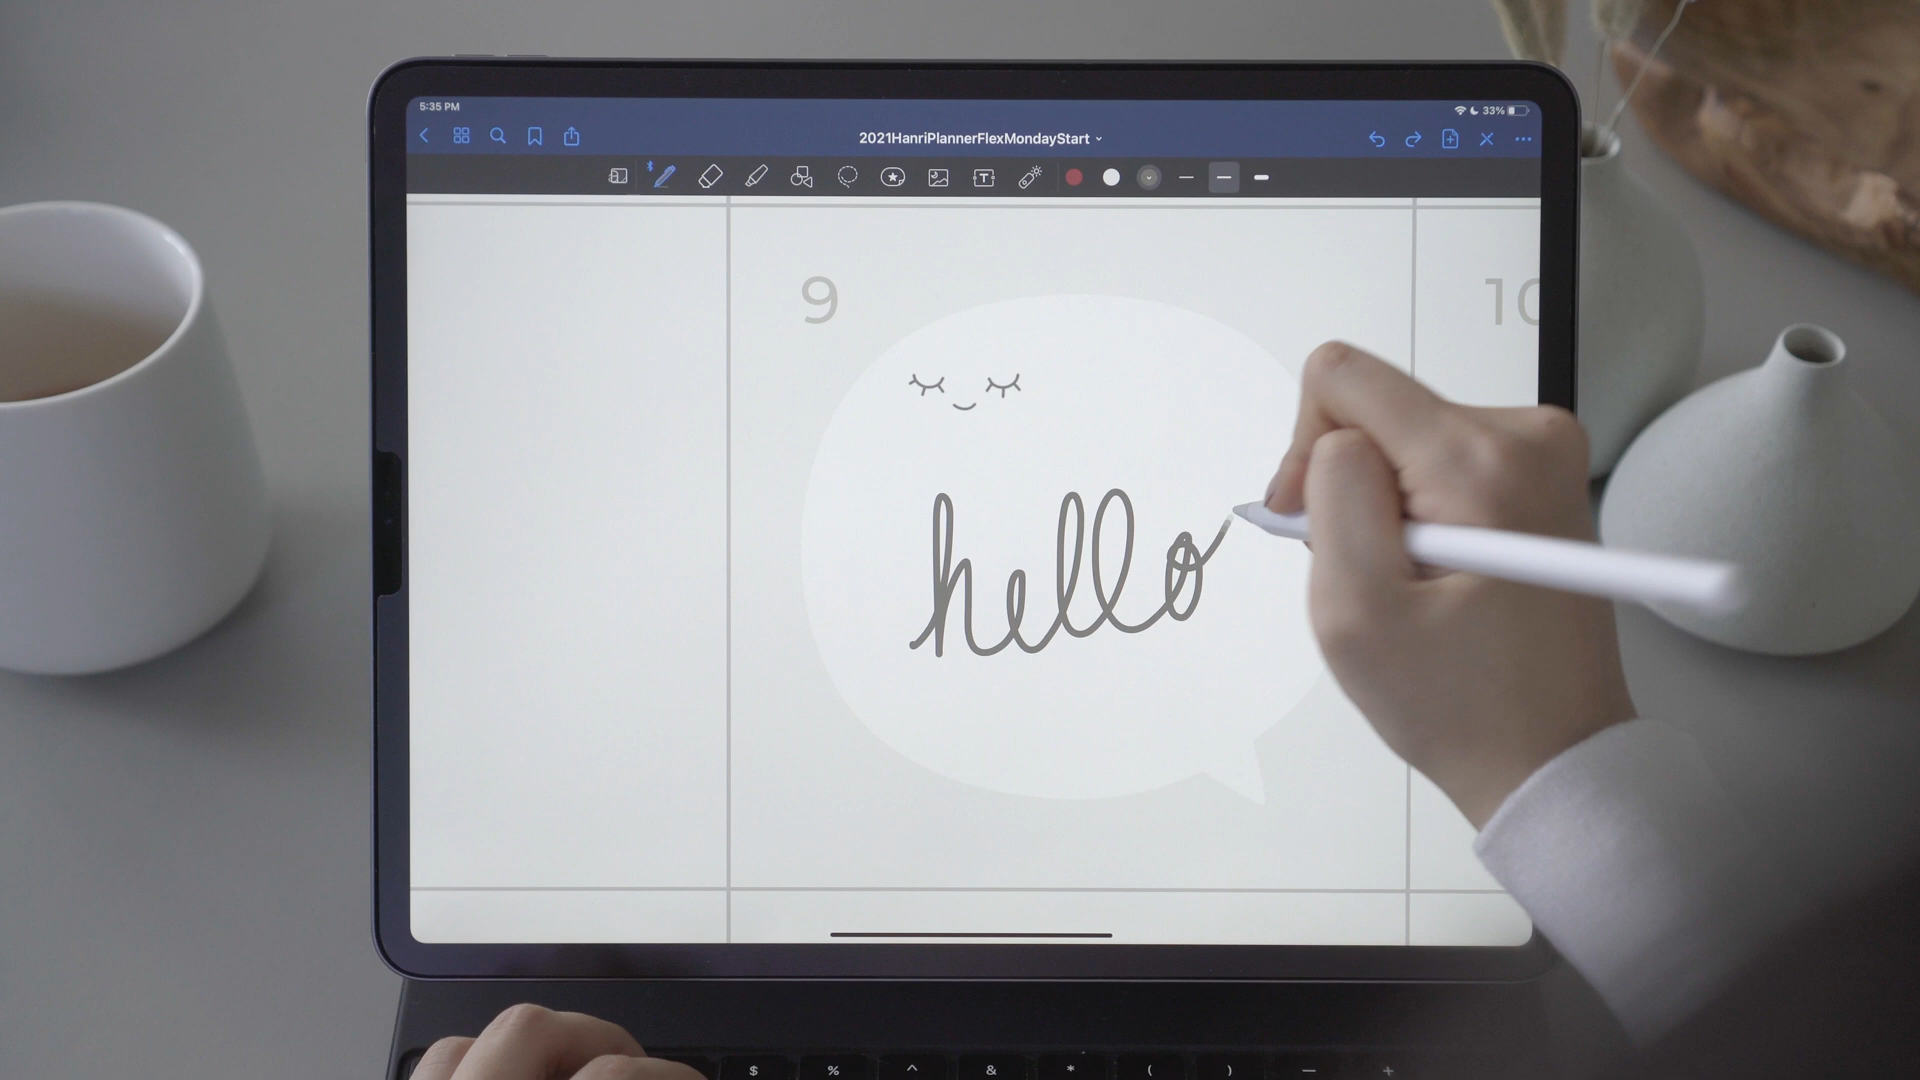 5:35 PM
33%
2021HanriPlannerFlexMondayStart
T
9
10
hello
$ % ^ & * ( ) — +